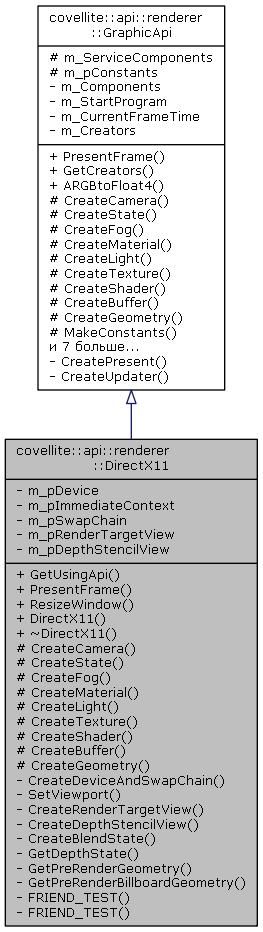 covellite::api::renderer
::GraphicApi
# m_ServiceComponents
# m_pConstants
- m_Components
- m_StartProgram
- m_CurrentFrameTime
- m_Creators
+ PresentFrame()
+ GetCreators()
+ ARGBtoFloat4()
# CreateCamera()
# CreateState()
# CreateFog()
# CreateMaterial()
# CreateLight()
# CreateTexture()
# CreateShader()
# CreateBuffer()
# CreateGeometry()
# MakeConstants()
и 7 больше...
- CreatePresent()
- CreateUpdater()
covellite::api::renderer
::DirectX11
- m_pDevice
- m_pImmediateContext
- m_pSwapChain
- m_pRenderTargetView
- m_pDepthStencilView
+ GetUsingApi()
+ PresentFrame()
+ ResizeWindow()
+ DirectX11()
+ ~DirectX11()
# CreateCamera()
# CreateState()
# CreateFog()
# CreateMaterial()
# CreateLight()
# CreateTexture()
# CreateShader()
# CreateBuffer()
# CreateGeometry()
- CreateDeviceAndSwapChain()
- SetViewport()
- CreateRenderTargetView()
- CreateDepthStencilView()
- CreateBlendState()
- GetDepthState()
- GetPreRenderGeometry()
- GetPreRenderBillboardGeometry()
- FRIEND_TEST()
- FRIEND_TEST()